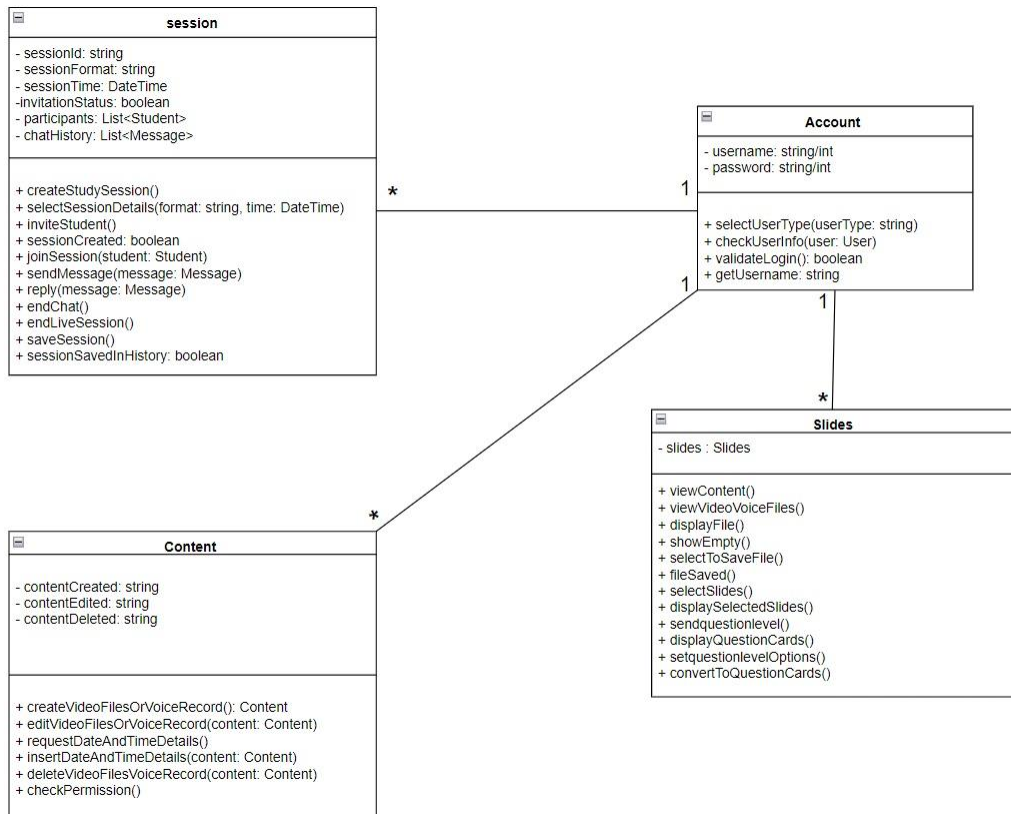 session
- sessionId: string
- sessionFormat: string
- sessionTime: DateTime
-invitationStatus: boolean
- participants: List<Student>
- chatHistory: List<Message>
+ createStudySession()
+ selectSessionDetails(format: string, time: DateTime)
+ inviteStudent()
+ sessionCreated: boolean
+ joinSession(student: Student)
+ sendMessage(message: Message)
+ reply(message: Message)
+ endChat()
+ endLiveSession()
+ saveSession()
+ sessionSavedInHistory: boolean
*
1
Account
- username: string/int
- password: string/int
+ selectUserType(userType: string)
+ checkUserInfo(user: User)
+ validateLogin(): boolean
+ getUsername: string
1
1
*
*
Slides
- slides : Slides
+ viewContent()
+ viewVideoVoiceFiles()
+ displayFile()
+ showEmpty()
+ selectToSaveFile()
+ fileSaved()
+ selectSlides()
+ displaySelectedSlides()
+ sendquestionlevel()
+ displayQuestionCards()
+ setquestionlevelOptions()
+ convertToQuestionCards()
Content
- contentCreated: string
- contentEdited: string
- contentDeleted: string
+ createVideoFilesOrVoiceRecord(): Content
+ editVideoFilesOrVoiceRecord(content: Content)
+ requestDateAndTimeDetails()
+ insertDateAndTimeDetails(content: Content)
+ deleteVideoFilesVoiceRecord(content: Content)
+ checkPermission()